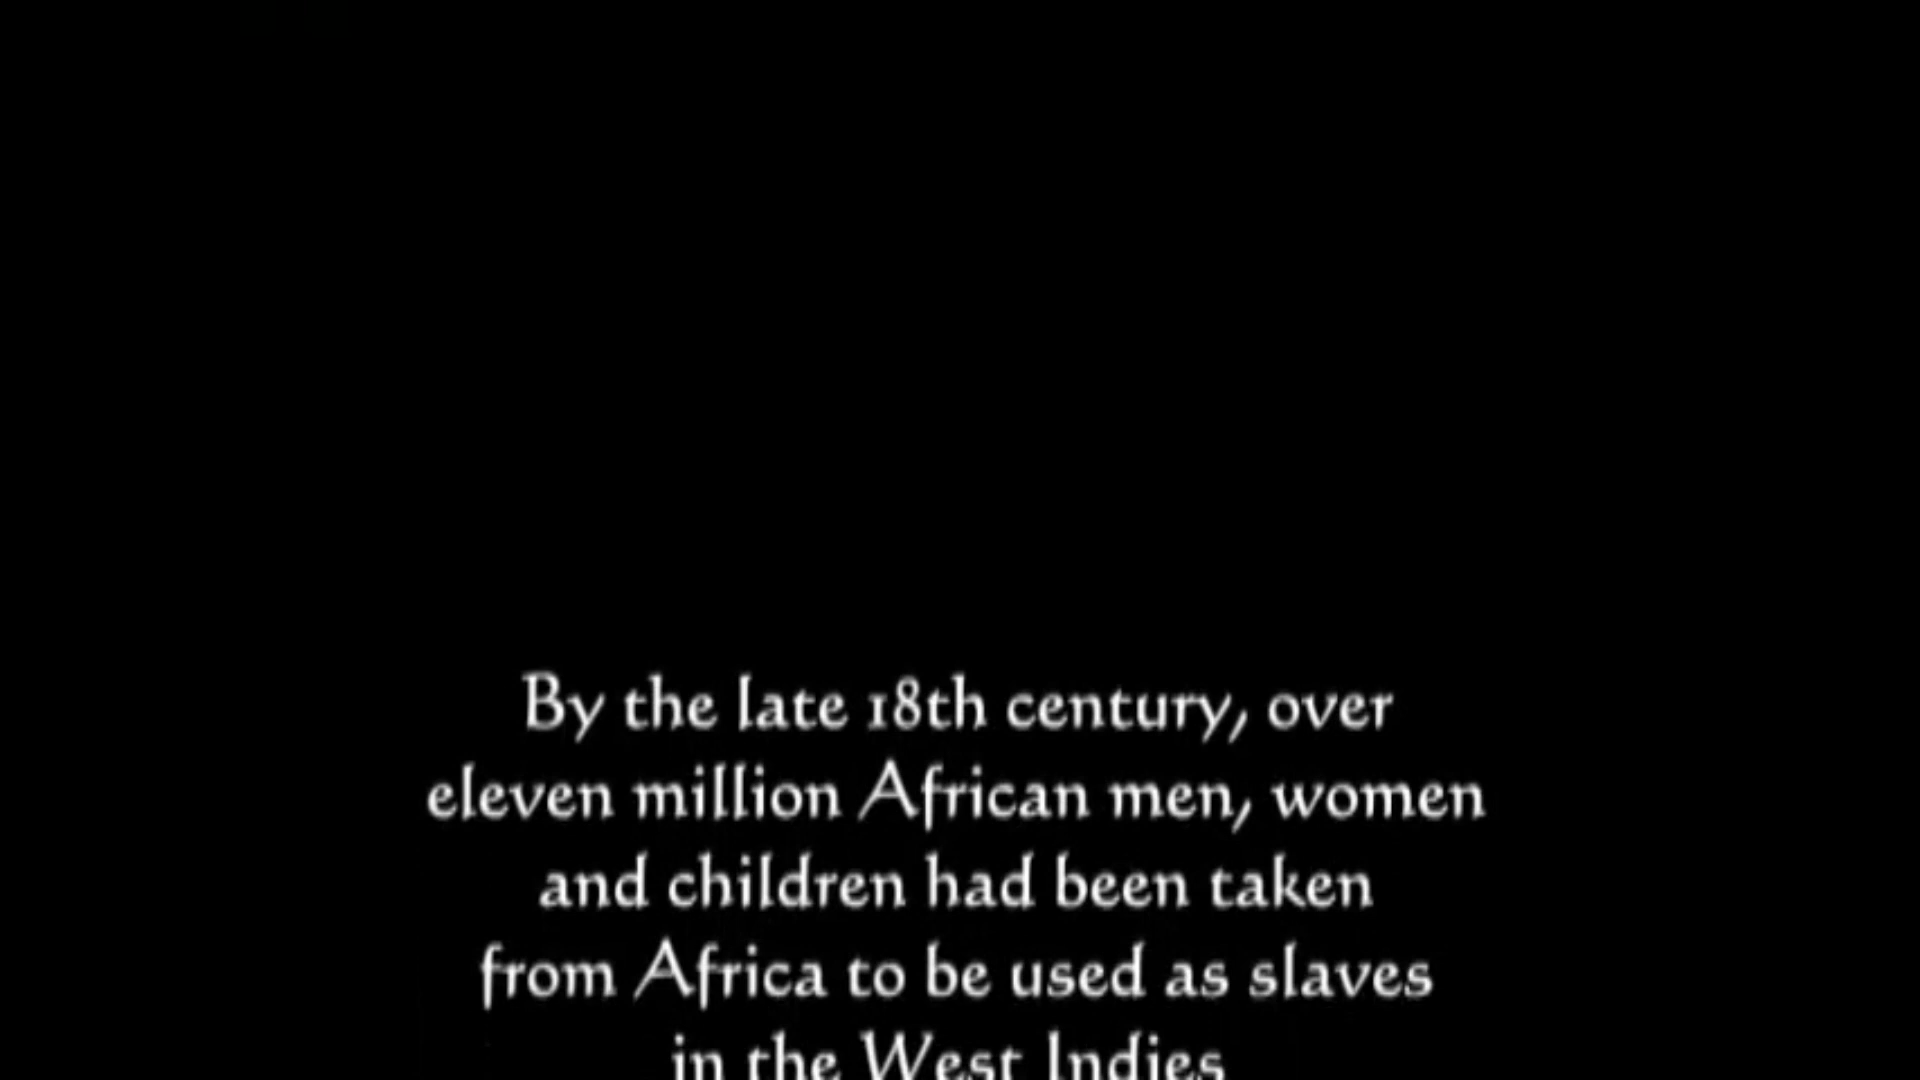 By the late 18th century, over
eleven million African men, women
and children had been taken
from Africa to be used as slaves
in the West Indies